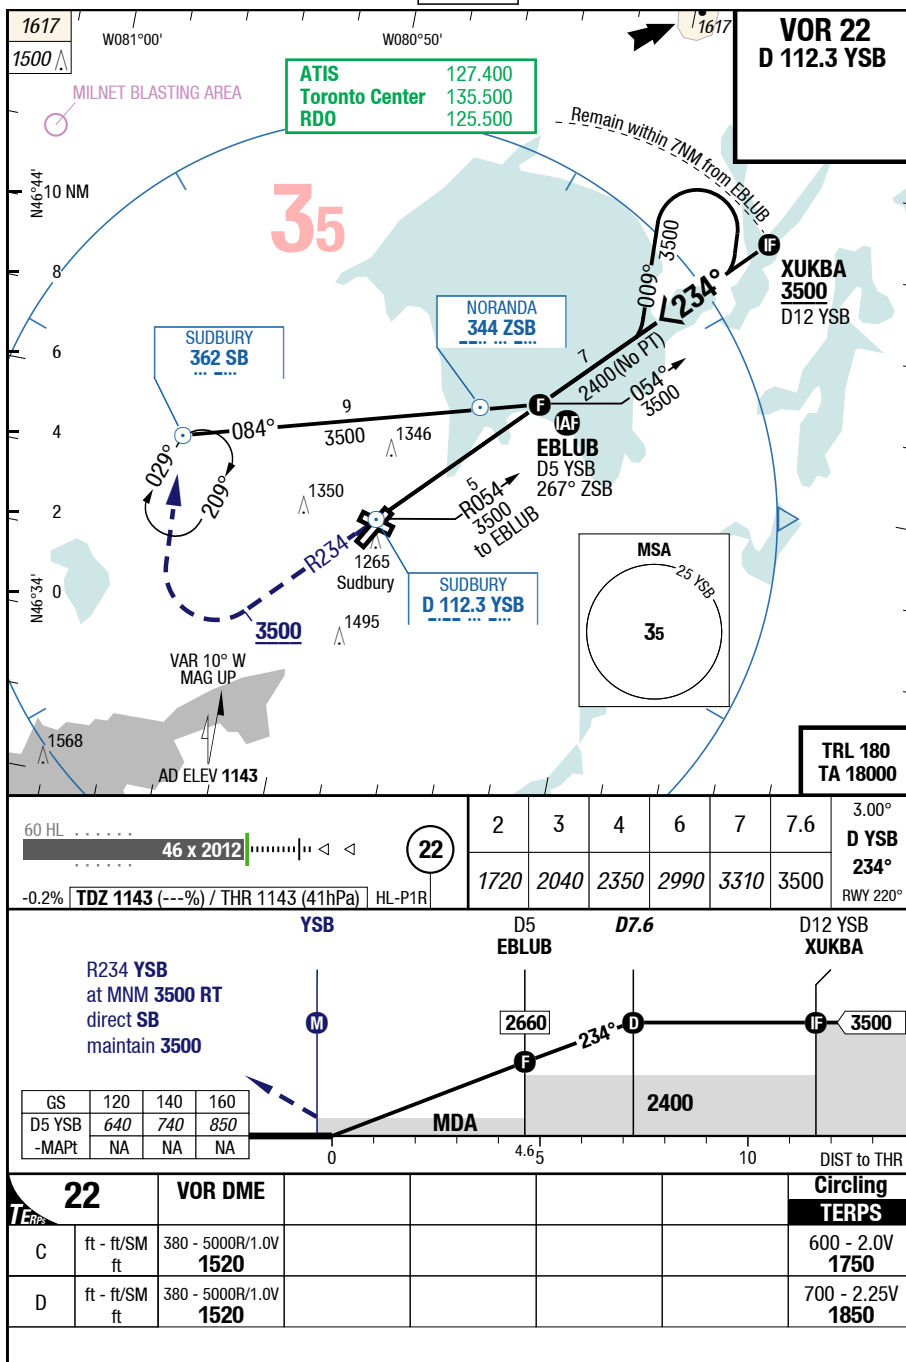 1617
1500
W081°00'
W080°50'
1617
VOR 22
D 112.3 YSB
MILNET BLASTING AREA
ATIS 127.400
Toronto Center 135.500
RDO 125.500
Remain within 7NM from EBLUB
N46°44'
10 NM
8
6
4
2
0
N46°34'
35
009°
3500
234°
IF
XUKBA
3500
D12 YSB
NORANDA
344 ZSB
SUDBURY
362 SB
7
2400(No PT)
054°
3500
9
084°
3500
F
IAF
EBLUB
D5 YSB
267° ZSB
1346
029°
209°
1350
5
R054
3500
to EBLUB
R234
1265
Sudbury
SUDBURY
D 112.3 YSB
MSA
25 YSB
35
3500
1495
VAR 10° W
MAG UP
1568
AD ELEV 1143
TRL 180
TA 18000
60 HL
46 x 2012
22
-0.2% TDZ 1143 (---%) / THR 1143 (41hPa) HL-P1R
2 3 4 6 7 7.6
1720 2040 2350 2990 3310 3500
3.00°
D YSB
234°
RWY 220°
YSB
D5
EBLUB
D7.6
D12 YSB
XUKBA
R234 YSB
at MNM 3500 RT
direct SB
maintain 3500
M
2660
F
234°
D
IF
3500
2400
MDA
GS 120 140 160
D5 YSB 640 740 850
-MAPt NA NA NA
0
4.6
5
10
DIST to THR
TERPS
22
VOR DME
Circling
TERPS
C
ft - ft/SM
ft
380 - 5000R/1.0V
1520
600 - 2.0V
1750
D
ft - ft/SM
ft
380 - 5000R/1.0V
1520
700 - 2.25V
1850